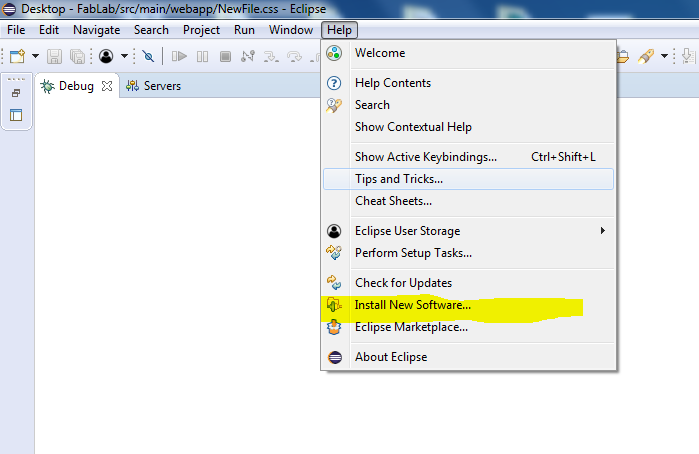 Desktop - FabLab/src/main/webapp/NewFile.css - Eclipse
File Edit Navigate Search Project Run Window Help
Debug Servers
Welcome
Help Contents
Search
Show Contextual Help
Show Active Keybindings... Ctrl+Shift+L
Tips and Tricks...
Cheat Sheets...
Eclipse User Storage
Perform Setup Tasks...
Check for Updates
Install New Software...
Eclipse Marketplace...
About Eclipse